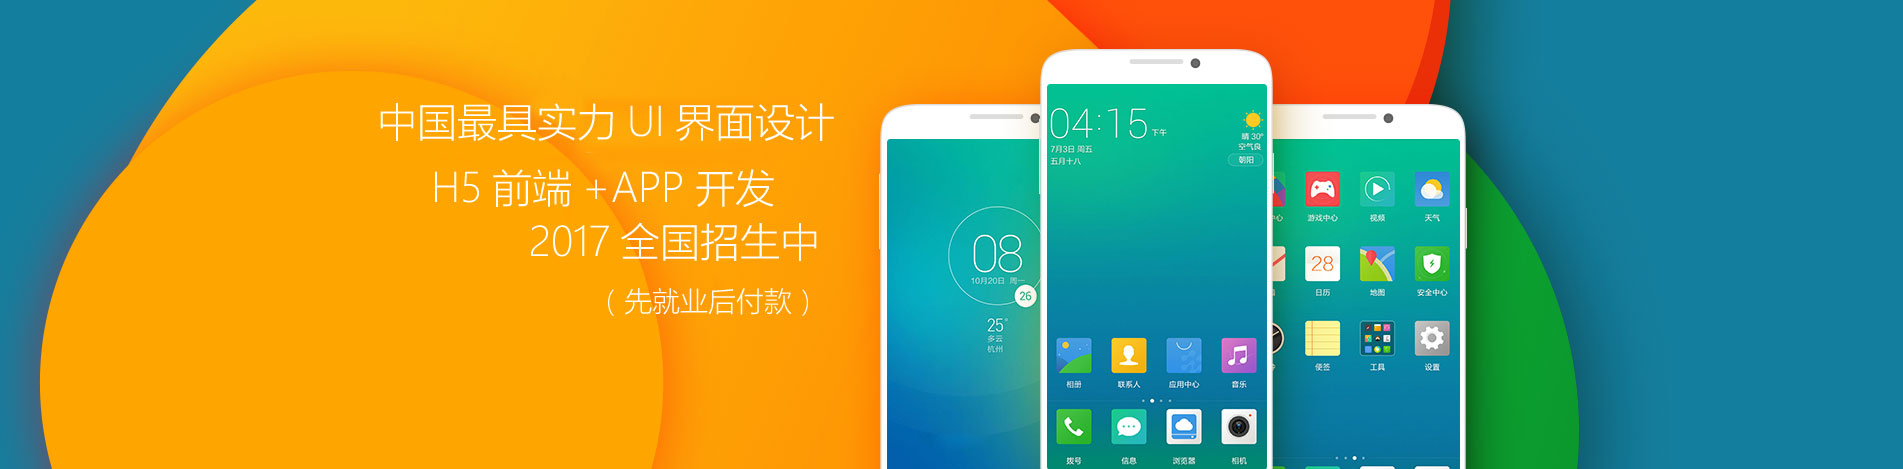 中国最具实力 UI 界面设计
H5 前端 +APP 开发
2017 全国招生中
（先就业后付款）
08
10月20日 周一
26
25°
多云
杭州
04:15 下午
7月3日 周五
五月十八
晴 30°
空气良
朝阳
相册 联系人 应用中心 音乐
拨号 信息 浏览器 相机
中心 游戏中心 视频 天气
28
日历 地图 安全中心
便签 工具 设置